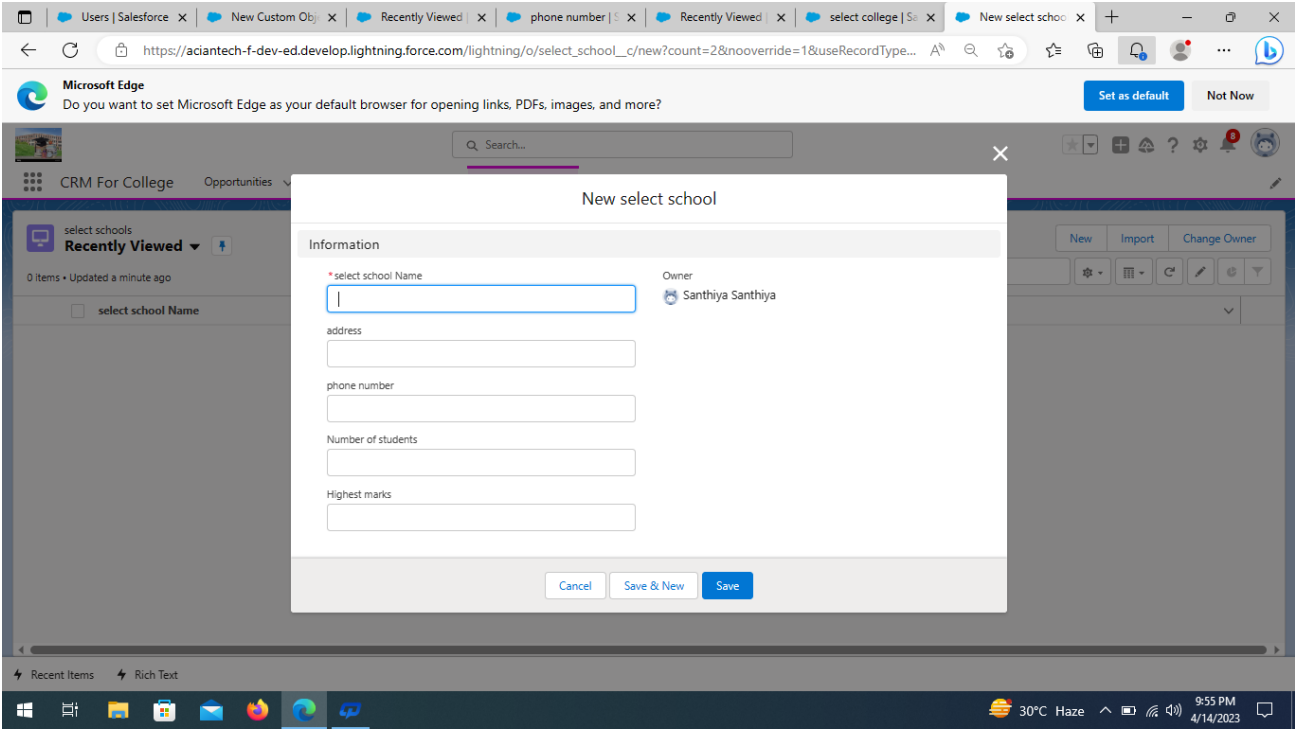 Users | Salesforce
New Custom Obj
Recently Viewed |
phone number | S
Recently Viewed |
select college | Sa
New select schoo
https://aciantech-f-dev-ed.develop.lightning.force.com/lightning/o/select_school__c/new?count=2&nooverride=1&useRecordType...
Microsoft Edge
Do you want to set Microsoft Edge as your default browser for opening links, PDFs, images, and more?
Set as default
Not Now
Search...
8
CRM For College
Opportunities
New select school
select schools
Recently Viewed
New
Import
Change Owner
0 items • Updated a minute ago
select school Name
Information
*select school Name
Owner
Santhiya Santhiya
address
phone number
Number of students
Highest marks
Cancel
Save & New
Save
Recent Items
Rich Text
30°C Haze
9:55 PM
4/14/2023